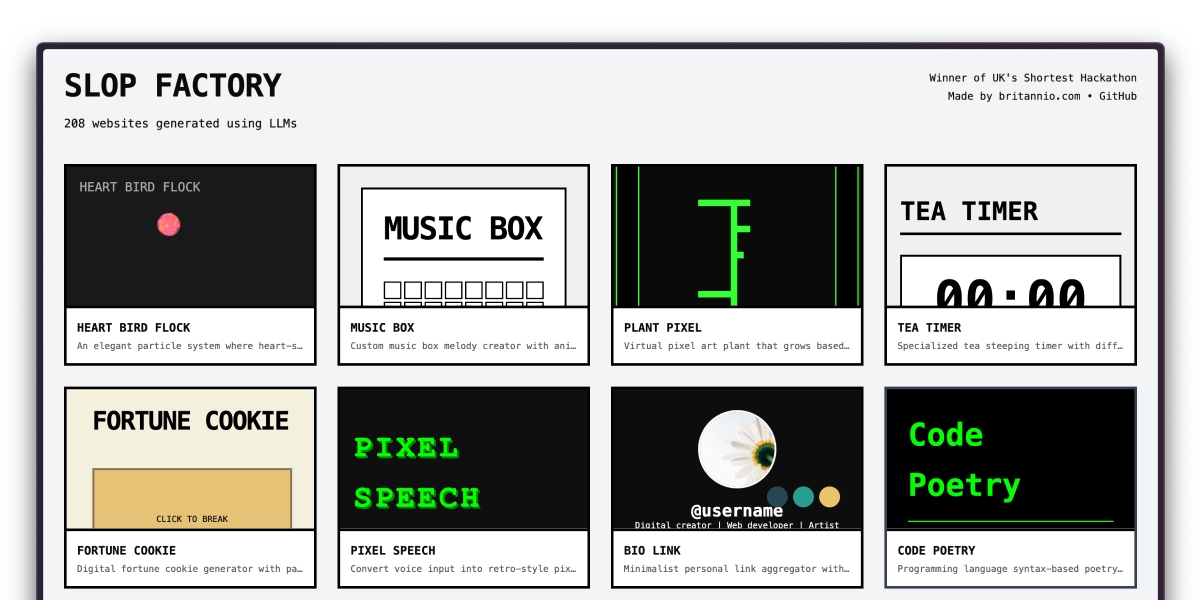 SLOP FACTORY
208 websites generated using LLMs
Winner of UK's Shortest Hackathon
Made by britannio.com • GitHub
HEART BIRD FLOCK
HEART BIRD FLOCK
An elegant particle system where heart-s…
MUSIC BOX
MUSIC BOX
Custom music box melody creator with ani…
PLANT PIXEL
Virtual pixel art plant that grows based…
TEA TIMER
00:00
TEA TIMER
Specialized tea steeping timer with diff…
FORTUNE COOKIE
CLICK TO BREAK
FORTUNE COOKIE
Digital fortune cookie generator with pa…
PIXEL
SPEECH
PIXEL SPEECH
Convert voice input into retro-style pix…
@username
Digital creator | Web developer | Artist
BIO LINK
Minimalist personal link aggregator with…
Code
Poetry
CODE POETRY
Programming language syntax-based poetry…